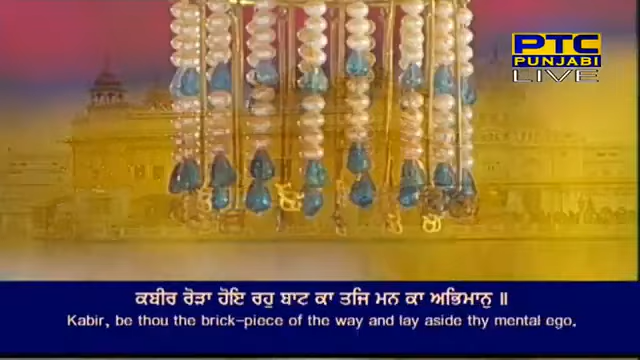 PTC
PUNJABI
LIVE
ਕਬੀਰ ਰੋੜਾ ਹੋਇ ਰਹੁ ਬਾਟ ਕਾ ਤਜਿ ਮਨ ਕਾ ਅਭਿਮਾਨੁ ॥
Kabir, be thou the brick-piece of the way and lay aside thy mental ego.